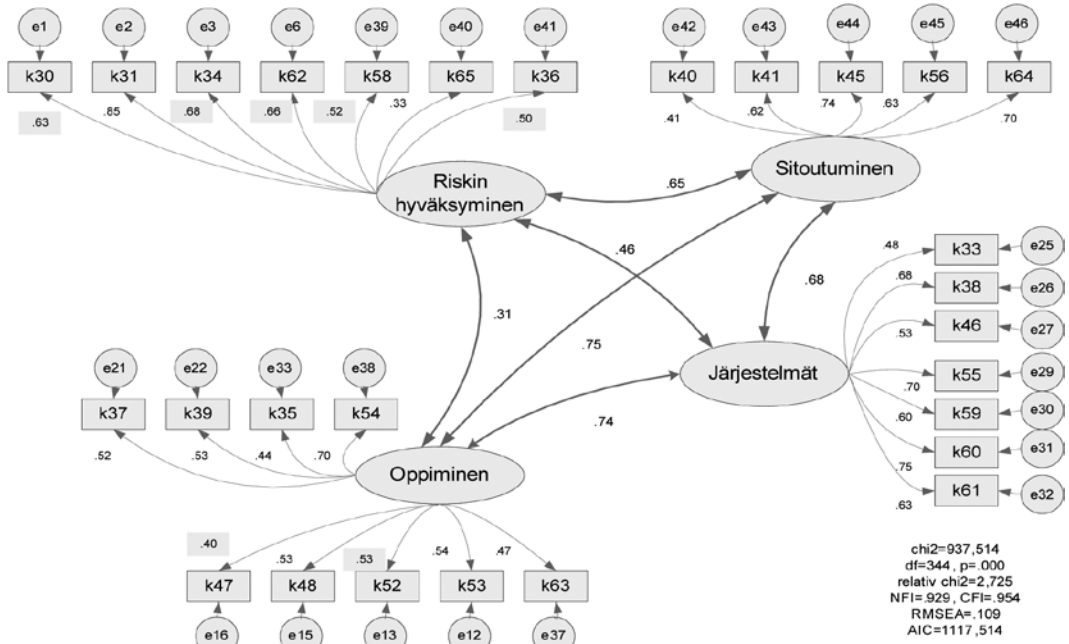 e1 e2 e3 e6 e39 e40 e41
k30 k31 k34 k62 k58 k65 k36
.63 .65 .68 .66 .52 .33 .50
Riskin
hyväksyminen
e42 e43 e44 e45 e46
k40 k41 k45 k56 k64
.41 .62 .74 .63 .70
Sitoutuminen
.65
.46
.68
.31
.75
.74
k33 e25
.48
k38 e26
.68
k46 e27
.53
k55 e29
.70
k59 e30
.60
k60 e31
.75
k61 e32
.63
Järjestelmät
e21 e22 e33 e38
k37 k39 k35 k54
.52 .53 .44 .70
Oppiminen
.40 .53 .53 .54 .47
k47 k48 k52 k53 k63
e16 e15 e13 e12 e37
chi2=937,514
df=344, p=.000
relativ chi2=2,725
NFI=.929, CFI=.954
RMSEA=.109
AIC=1117,514